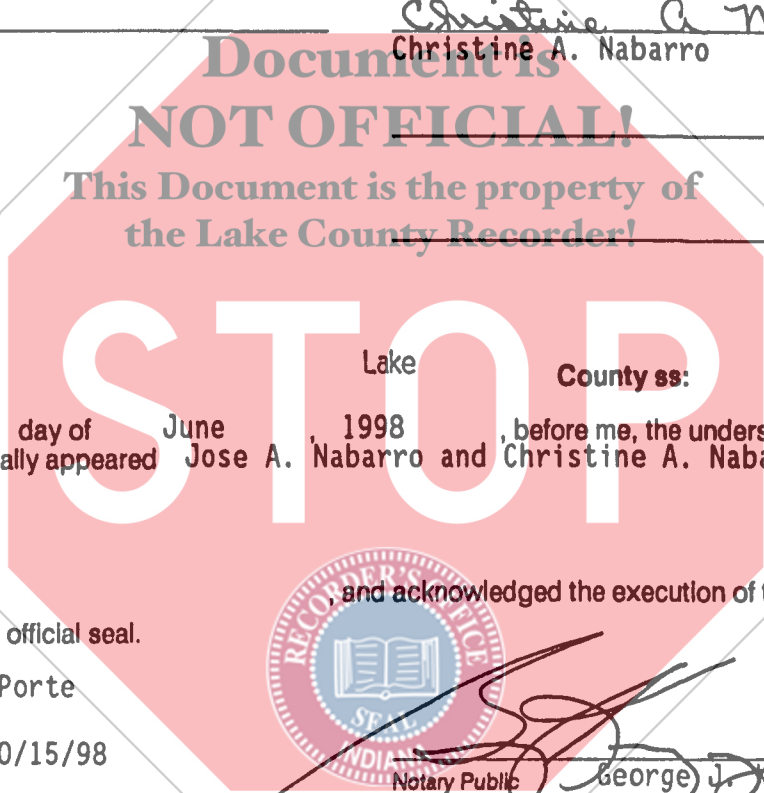 Christine A. N
Document is
Christine A. Nabarro
NOT OFFICIAL!
This Document is the property of
the Lake County Recorder!
STOP
Lake County ss:
day of June , 1998 , before me, the unders
ally appeared Jose A. Nabarro and Christine A. Naba
, and acknowledged the execution of t
RECORDER'S OFFICE
SEAL
INDIANA
official seal.
Porte
0/15/98
Notary Public George J.